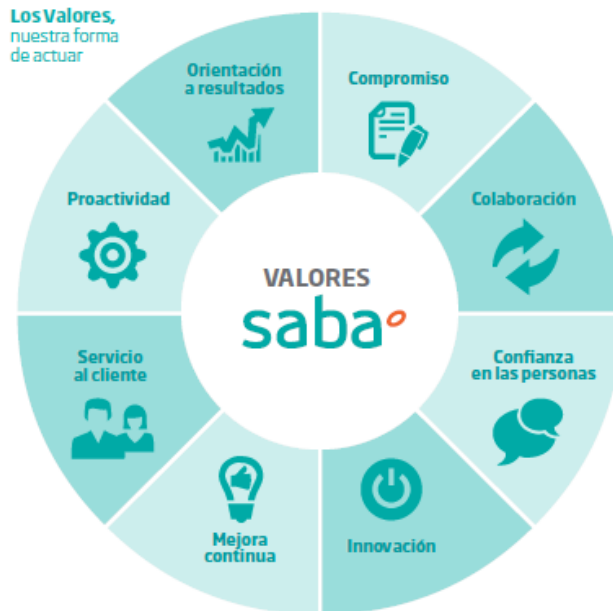 Los Valores,
nuestra forma
de actuar
Orientación
a resultados
Compromiso
Proactividad
Colaboración
VALORES
saba
Servicio
al cliente
Confianza
en las personas
Mejora
continua
Innovación